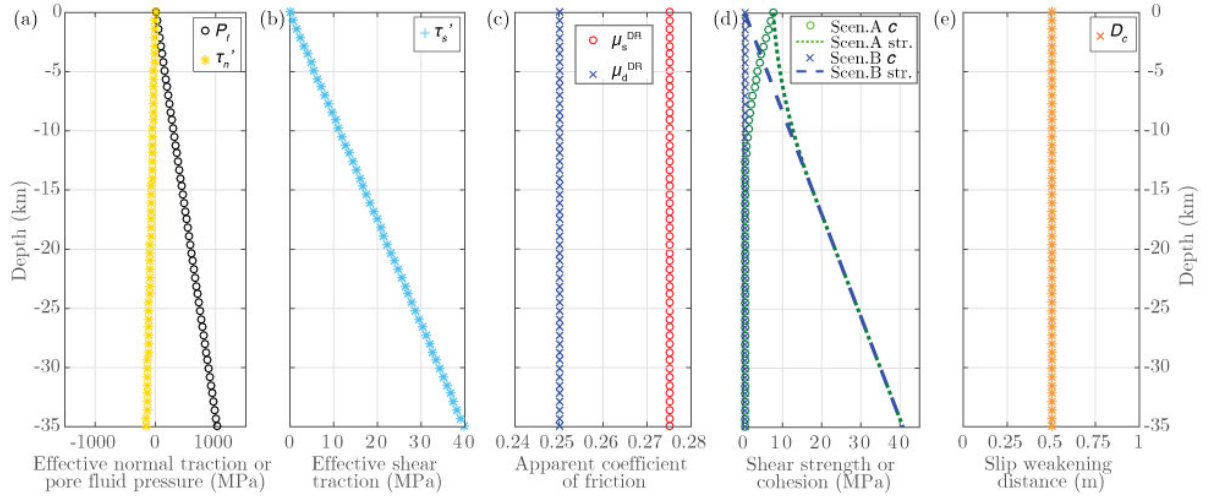 (a)
P_f
τ_n'
0
-5
-10
-15
-20
-25
-30
-35
Depth (km)
-1000
0
1000
Effective normal traction or
pore fluid pressure (MPa)
(b)
τ_s'
0
10
20
30
40
Effective shear
traction (MPa)
(c)
μ_s^DR
μ_d^DR
0.24
0.25
0.26
0.27
0.28
Apparent coefficient
of friction
(d)
Scen.A c
Scen.A str.
Scen.B c
Scen.B str.
0
10
20
30
40
Shear strength or
cohesion (MPa)
(e)
D_c
0
0.25
0.5
0.75
1
Slip weakening
distance (m)
0
-5
-10
-15
-20
-25
-30
-35
Depth (km)